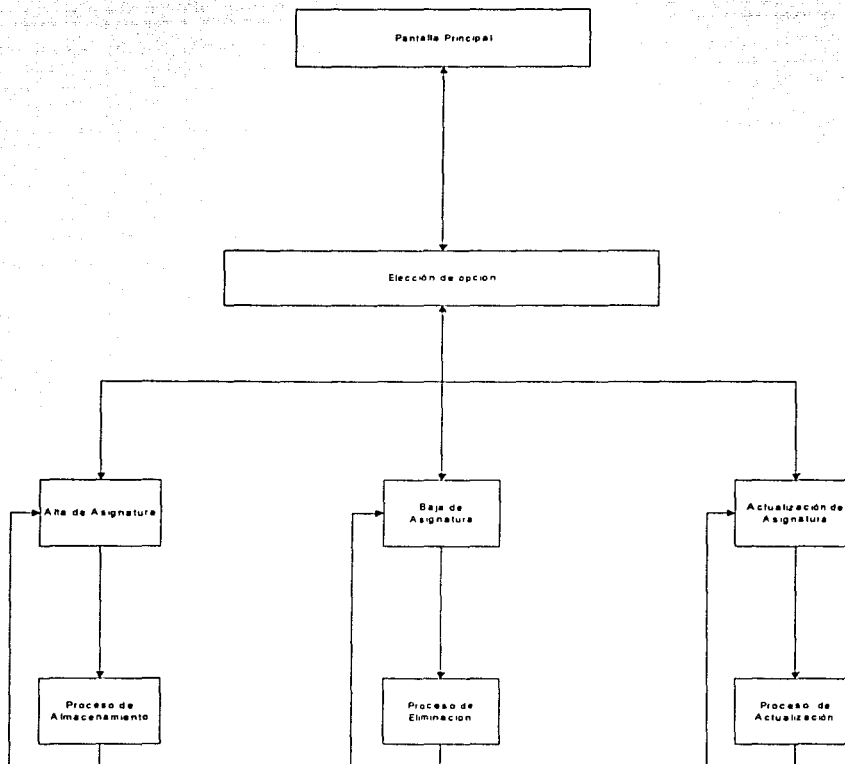 Pantalla Principal
Elección de opción
Alta de Asignatura
Baja de
Asignatura
Actualización de
Asignatura
Proceso de
Almacenamiento
Proceso de
Eliminacion
Proceso de
Actualización